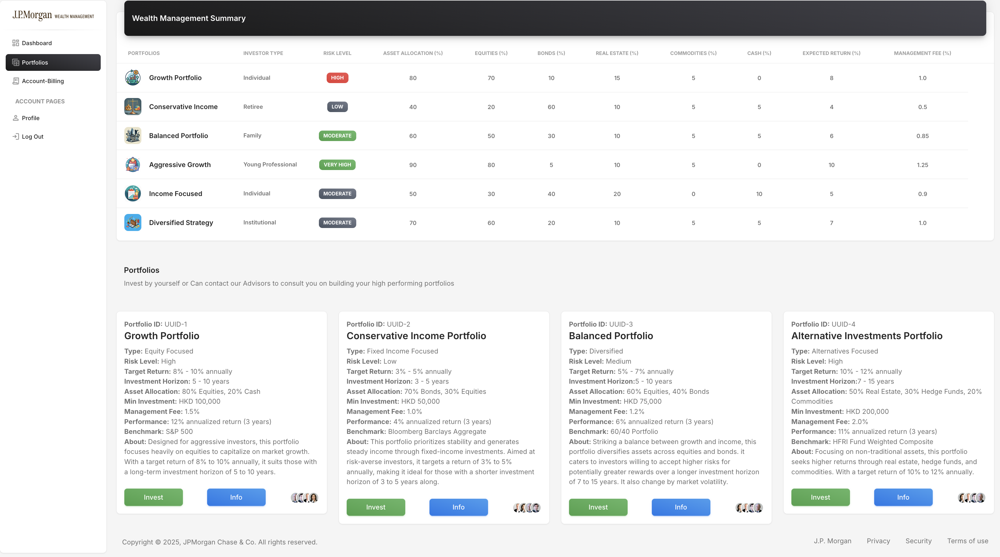 J.P.Morgan WEALTH MANAGEMENT
Dashboard
Portfolios
Account-Billing
ACCOUNT PAGES
Profile
Log Out
Wealth Management Summary
PORTFOLIOS INVESTOR TYPE RISK LEVEL ASSET ALLOCATION (%) EQUITIES (%) BONDS (%) REAL ESTATE (%) COMMODITIES (%) CASH (%) EXPECTED RETURN (%) MANAGEMENT FEE (%)
Growth Portfolio Individual HIGH 80 70 10 15 5 0 8 1.0
Conservative Income Retiree LOW 40 20 60 10 5 5 4 0.5
Balanced Portfolio Family MODERATE 60 50 30 10 5 5 6 0.85
Aggressive Growth Young Professional VERY HIGH 90 80 5 10 5 0 10 1.25
Income Focused Individual MODERATE 50 30 40 20 0 10 5 0.9
Diversified Strategy Institutional MODERATE 70 60 20 10 5 5 7 1.0
Portfolios
Invest by yourself or Can contact our Advisors to consult you on building your high performing portfolios
Portfolio ID: UUID-1
Growth Portfolio
Type: Equity Focused
Risk Level: High
Target Return: 8% - 10% annually
Investment Horizon: 5 - 10 years
Asset Allocation: 80% Equities, 20% Cash
Min Investment: HKD 100,000
Management Fee: 1.5%
Performance: 12% annualized return (3 years)
Benchmark: S&P 500
About: Designed for aggressive investors, this portfolio
focuses heavily on equities to capitalize on market growth.
With a target return of 8% to 10% annually, it suits those with
a long-term investment horizon of 5 to 10 years.
Invest Info
Portfolio ID: UUID-2
Conservative Income Portfolio
Type: Fixed Income Focused
Risk Level: Low
Target Return: 3% - 5% annually
Investment Horizon: 3 - 5 years
Asset Allocation: 70% Bonds, 30% Equities
Min Investment: HKD 50,000
Management Fee: 1.0%
Performance: 4% annualized return (3 years)
Benchmark: Bloomberg Barclays Aggregate
About: This portfolio prioritizes stability and generates
steady income through fixed-income investments. Aimed at
risk-averse investors, it targets a return of 3% to 5%
annually, making it ideal for those with a shorter investment
horizon of 3 to 5 years along.
Invest Info
Portfolio ID: UUID-3
Balanced Portfolio
Type: Diversified
Risk Level: Medium
Target Return: 5% - 7% annually
Investment Horizon:5 - 10 years
Asset Allocation: 60% Equities, 40% Bonds
Min Investment: HKD 75,000
Management Fee: 1.2%
Performance: 6% annualized return (3 years)
Benchmark: 60/40 Portfolio
About: Striking a balance between growth and income, this
portfolio diversifies assets across equities and bonds. it
caters to investors willing to accept higher risks for
potentially greater rewards over a longer investment horizon
of 7 to 15 years. It also change by market volatility.
Invest Info
Portfolio ID: UUID-4
Alternative Investments Portfolio
Type: Alternatives Focused
Risk Level: High
Target Return: 10% - 12% annually
Investment Horizon:7 - 15 years
Asset Allocation: 50% Real Estate, 30% Hedge Funds, 20%
Commodities
Min Investment: HKD 200,000
Management Fee: 2.0%
Performance: 11% annualized return (3 years)
Benchmark: HFRI Fund Weighted Composite
About: Focusing on non-traditional assets, this portfolio
seeks higher returns through real estate, hedge funds, and
commodities. With a target return of 10% to 12% annually.
Invest Info
Copyright © 2025, JPMorgan Chase & Co. All rights reserved.
J.P. Morgan Privacy Security Terms of use